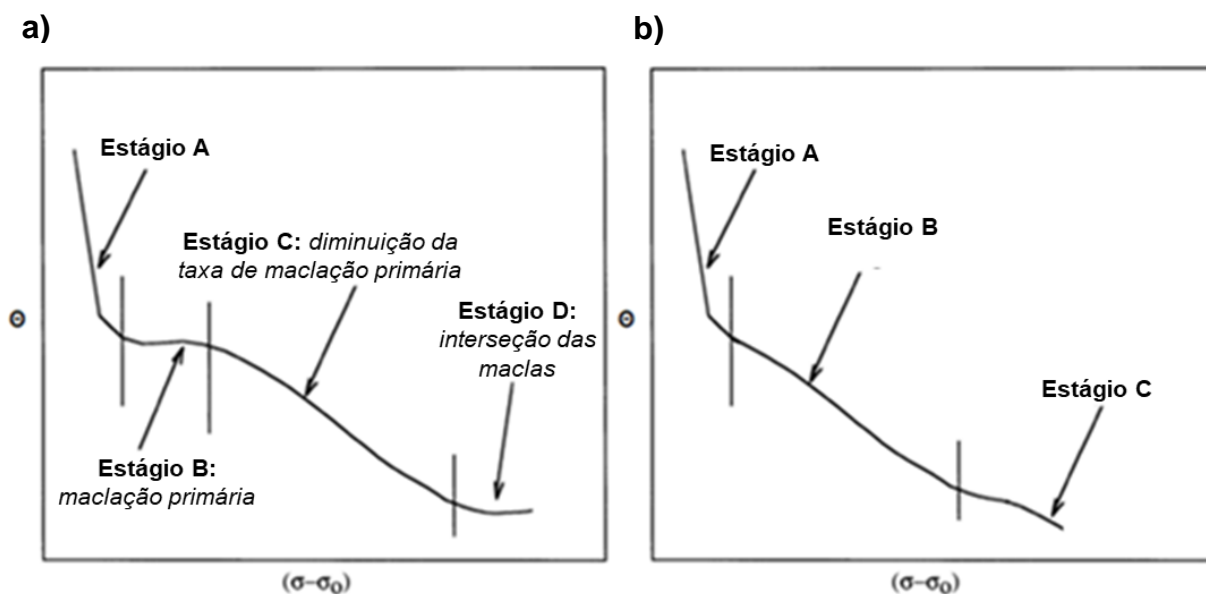 a)
Estágio A
Estágio C: diminuição da
taxa de maclação primária
Estágio D:
interseção das
maclas
Estágio B:
maclação primária
Θ
(σ-σ₀)
b)
Estágio A
Estágio B
Estágio C
Θ
(σ-σ₀)